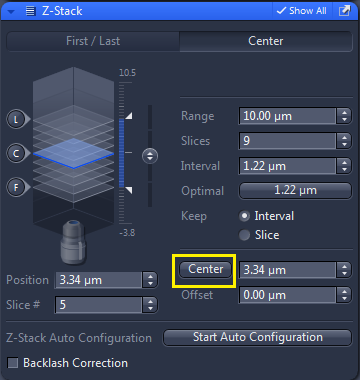 Z-Stack
Show All
First / Last
Center
10.5
L
C
F
-3.8
Range 10.00 µm
Slices 9
Interval 1.22 µm
Optimal 1.22 µm
Keep Interval
Slice
Center 3.34 µm
Offset 0.00 µm
Position 3.34 µm
Slice # 5
Z-Stack Auto Configuration Start Auto Configuration
Backlash Correction